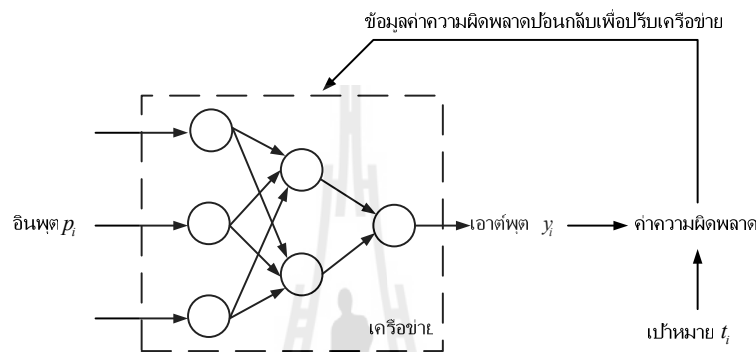 ข้อมูลค่าความผิดพลาดป้อนกลับเพื่อปรับเครือข่าย
อินพุต pᵢ
เอาต์พุต yᵢ
ค่าความผิดพลาด
เครือข่าย
เป้าหมาย tᵢ